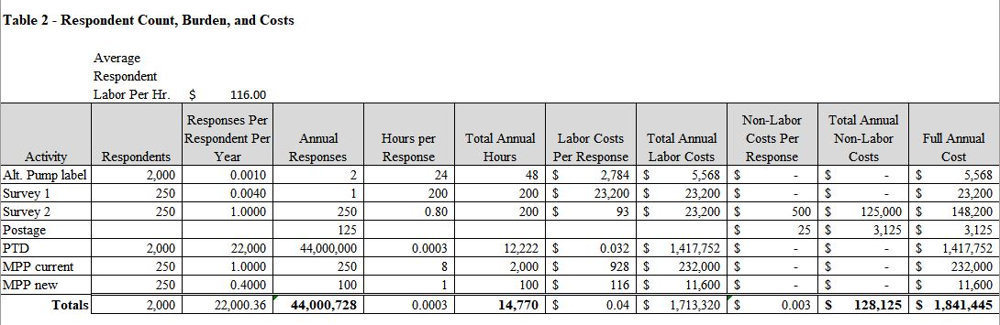 Table 2 - Respondent Count, Burden, and Costs
Average
Respondent
Labor Per Hr. $ 116.00
Responses Per Non-Labor Total Annual
Respondent Per Annual Hours per Total Annual Labor Costs Total Annual Costs Per Non-Labor Full Annual
Activity Respondents Year Responses Response Hours Per Response Labor Costs Response Costs Cost
Alt. Pump label 2,000 0.0010 2 24 48 $ 2,784 $ 5,568 $ - $ - $ 5,568
Survey 1 250 0.0040 1 200 200 $ 23,200 $ 23,200 $ - $ - $ 23,200
Survey 2 250 1.0000 250 0.80 200 $ 93 $ 23,200 $ 500 $ 125,000 $ 148,200
Postage 125 $ 25 $ 3,125 $ 3,125
PTD 2,000 22,000 44,000,000 0.0003 12,222 $ 0.032 $ 1,417,752 $ - $ - $ 1,417,752
MPP current 250 1.0000 250 8 2,000 $ 928 $ 232,000 $ - $ - $ 232,000
MPP new 250 0.4000 100 1 100 $ 116 $ 11,600 $ - $ - $ 11,600
Totals 2,000 22,000.36 44,000,728 0.0003 14,770 $ 0.04 $ 1,713,320 $ 0.003 $ 128,125 $ 1,841,445